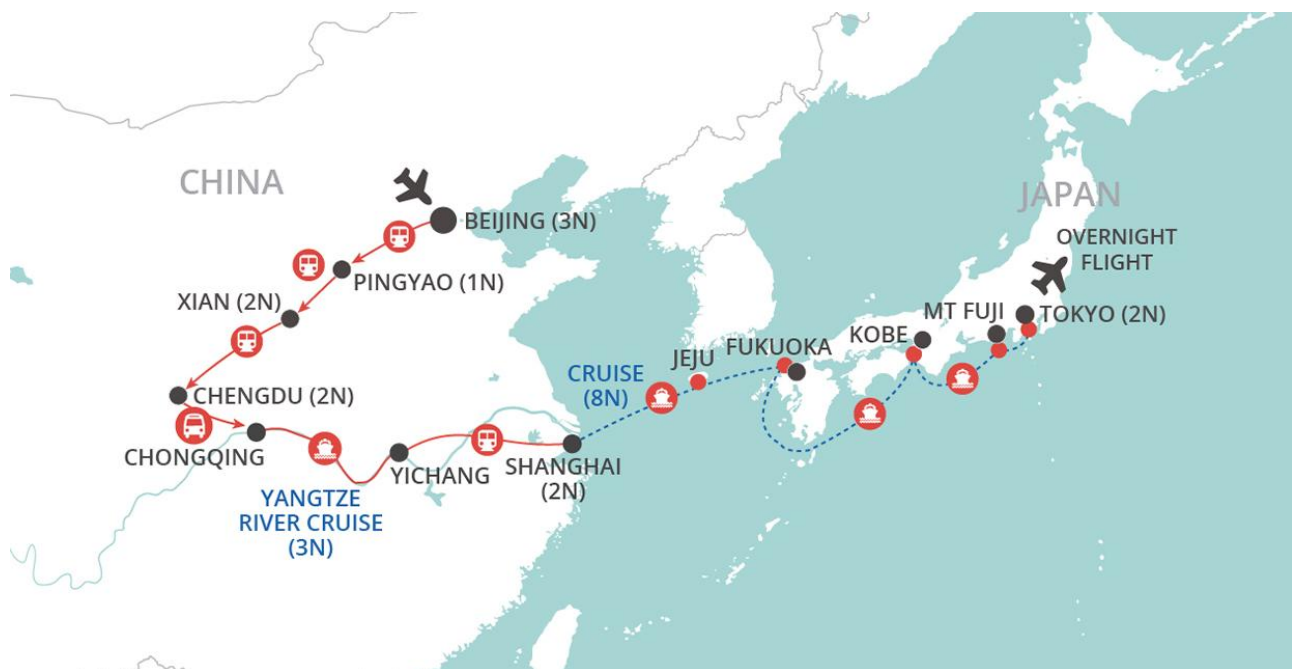 CHINA
BEIJING (3N)
PINGYAO (1N)
XIAN (2N)
CHENGDU (2N)
CHONGQING
YANGTZE
RIVER CRUISE
(3N)
YICHANG
SHANGHAI
(2N)
CRUISE
(8N)
JEJU
FUKUOKA
KOBE
MT FUJI
TOKYO (2N)
OVERNIGHT
FLIGHT
JAPAN